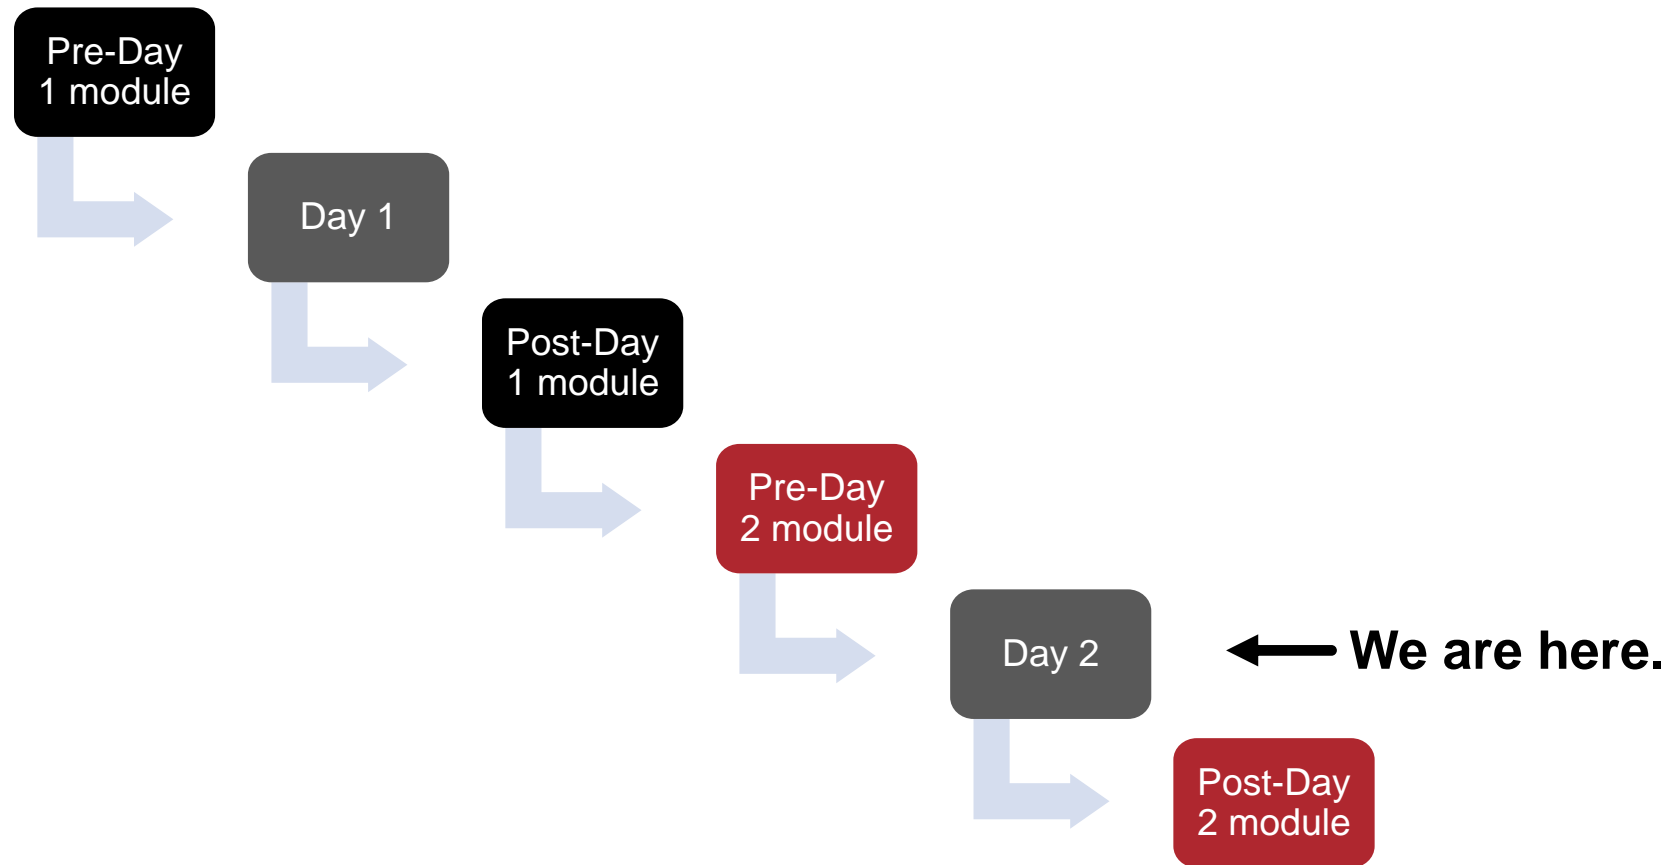 Pre-Day
1 module
Day 1
Post-Day
1 module
Pre-Day
2 module
Day 2
We are here.
Post-Day
2 module